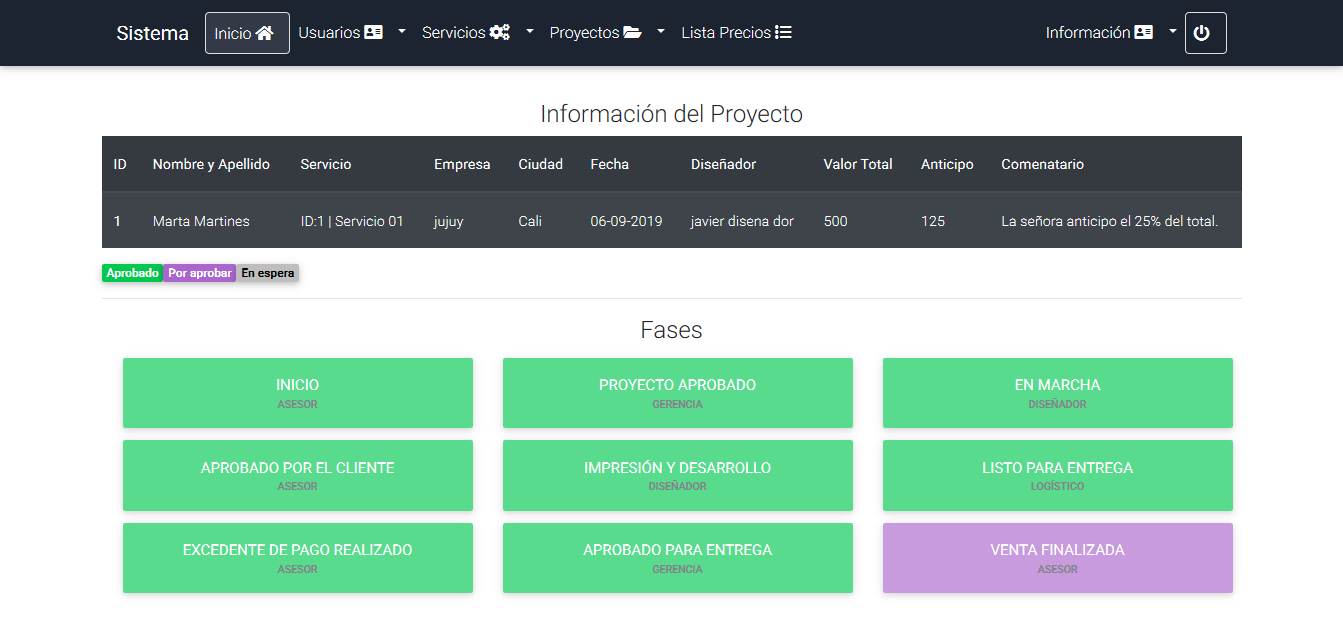 Sistema Inicio Usuarios Servicios Proyectos Lista Precios Información
Información del Proyecto
ID Nombre y Apellido Servicio Empresa Ciudad Fecha Diseñador Valor Total Anticipo Comenatario
1 Marta Martines ID:1 | Servicio 01 jujuy Cali 06-09-2019 javier disena dor 500 125 La señora anticipo el 25% del total.
Aprobado Por aprobar En espera
Fases
INICIO
ASESOR
PROYECTO APROBADO
GERENCIA
EN MARCHA
DISEÑADOR
APROBADO POR EL CLIENTE
ASESOR
IMPRESIÓN Y DESARROLLO
DISEÑADOR
LISTO PARA ENTREGA
LOGÍSTICO
EXCEDENTE DE PAGO REALIZADO
ASESOR
APROBADO PARA ENTREGA
GERENCIA
VENTA FINALIZADA
ASESOR